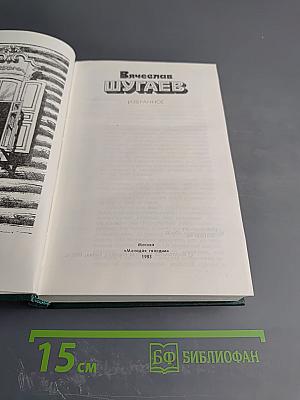 Вячеслав
ШУГАЕВ
ИЗБРАННОЕ
Москва
«Молодая гвардия»
1983
15 см
БФ БИБЛИОФАН